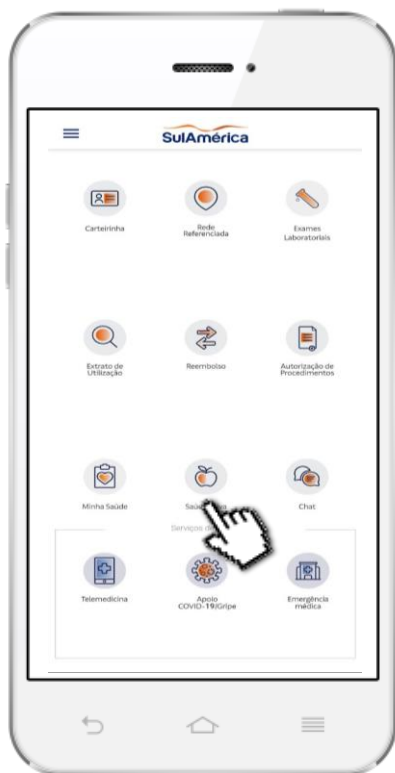 SulAmérica
Carteirinha
Rede
Referenciada
Exames
Laboratoriais
Extrato de
Utilização
Reembolso
Autorização de
Procedimentos
Minha Saúde
Chat
Serviços
Telemedicina
Apoio
COVID-19/Gripe
Emergência
médica